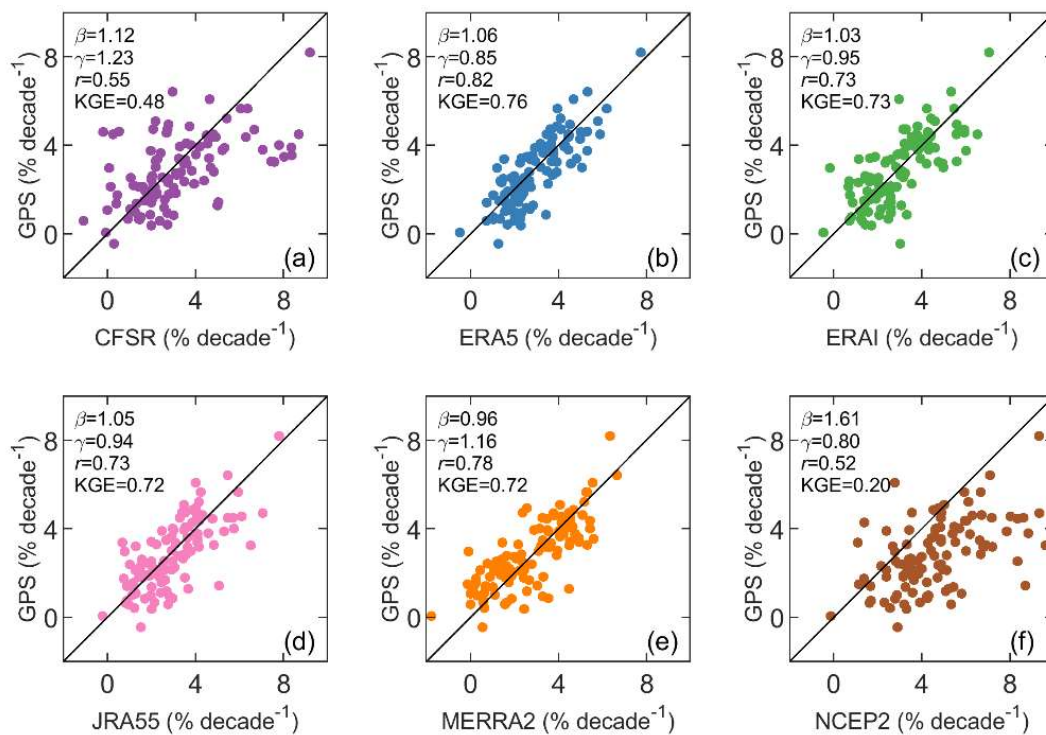 β=1.12
γ=1.23
r=0.55
KGE=0.48
8
4
0
GPS (% decade⁻¹)
(a)
0 4 8
CFSR (% decade⁻¹)
β=1.06
γ=0.85
r=0.82
KGE=0.76
8
4
0
GPS (% decade⁻¹)
(b)
0 4 8
ERA5 (% decade⁻¹)
β=1.03
γ=0.95
r=0.73
KGE=0.73
8
4
0
GPS (% decade⁻¹)
(c)
0 4 8
ERAI (% decade⁻¹)
β=1.05
γ=0.94
r=0.73
KGE=0.72
8
4
0
GPS (% decade⁻¹)
(d)
0 4 8
JRA55 (% decade⁻¹)
β=0.96
γ=1.16
r=0.78
KGE=0.72
8
4
0
GPS (% decade⁻¹)
(e)
0 4 8
MERRA2 (% decade⁻¹)
β=1.61
γ=0.80
r=0.52
KGE=0.20
8
4
0
GPS (% decade⁻¹)
(f)
0 4 8
NCEP2 (% decade⁻¹)